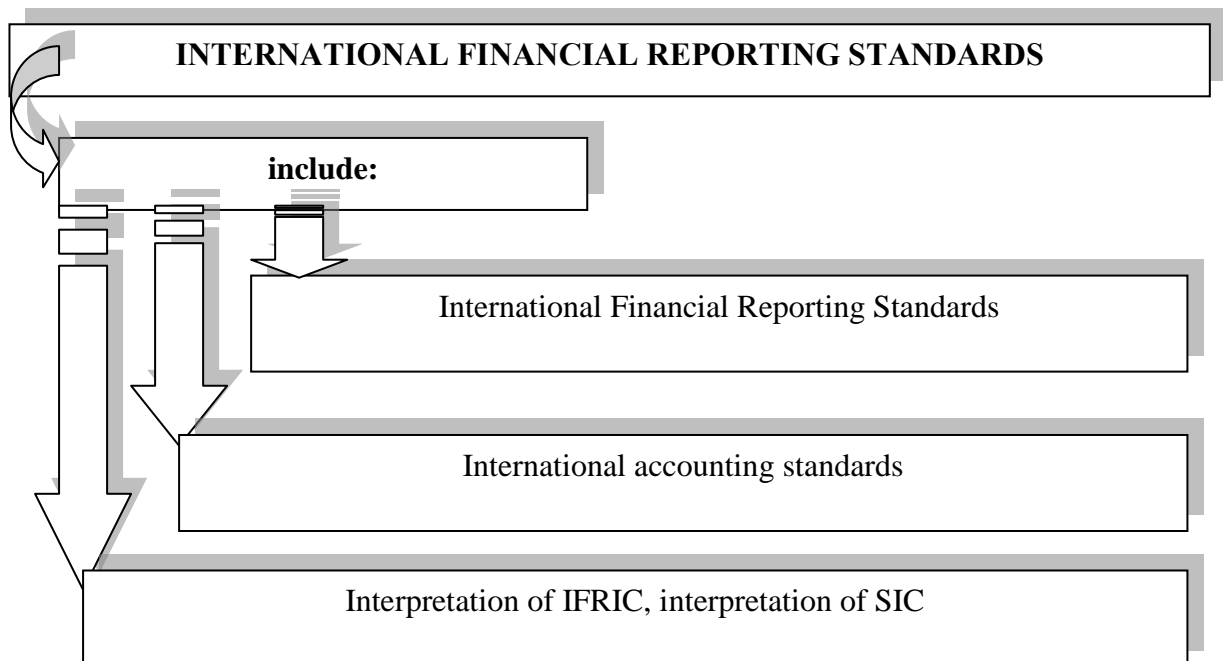 INTERNATIONAL FINANCIAL REPORTING STANDARDS
include:
International Financial Reporting Standards
International accounting standards
Interpretation of IFRIC, interpretation of SIC